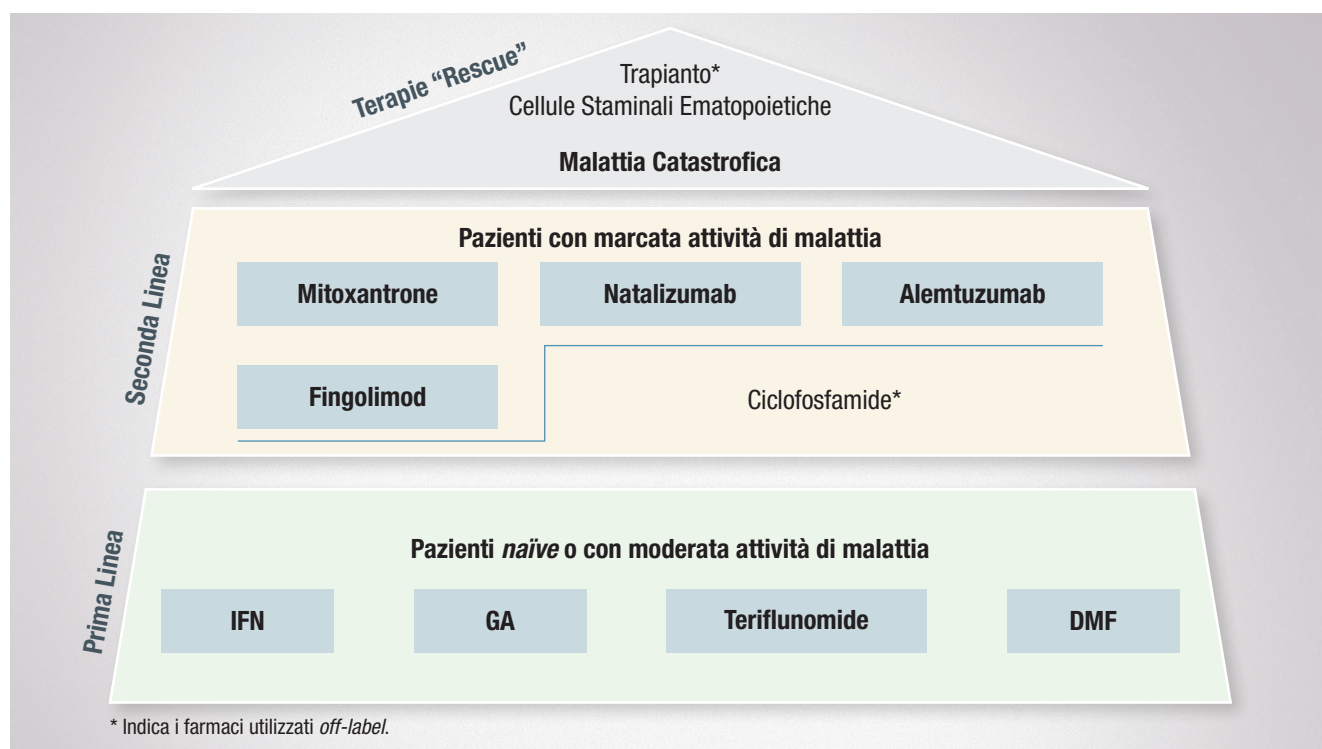 Terapie “Rescue”
Trapianto*
Cellule Staminali Ematopoietiche
Malattia Catastrofica
Seconda Linea
Pazienti con marcata attività di malattia
Mitoxantrone
Natalizumab
Alemtuzumab
Fingolimod
Ciclofosfamide*
Prima Linea
Pazienti naïve o con moderata attività di malattia
IFN
GA
Teriflunomide
DMF
* Indica i farmaci utilizzati off-label.